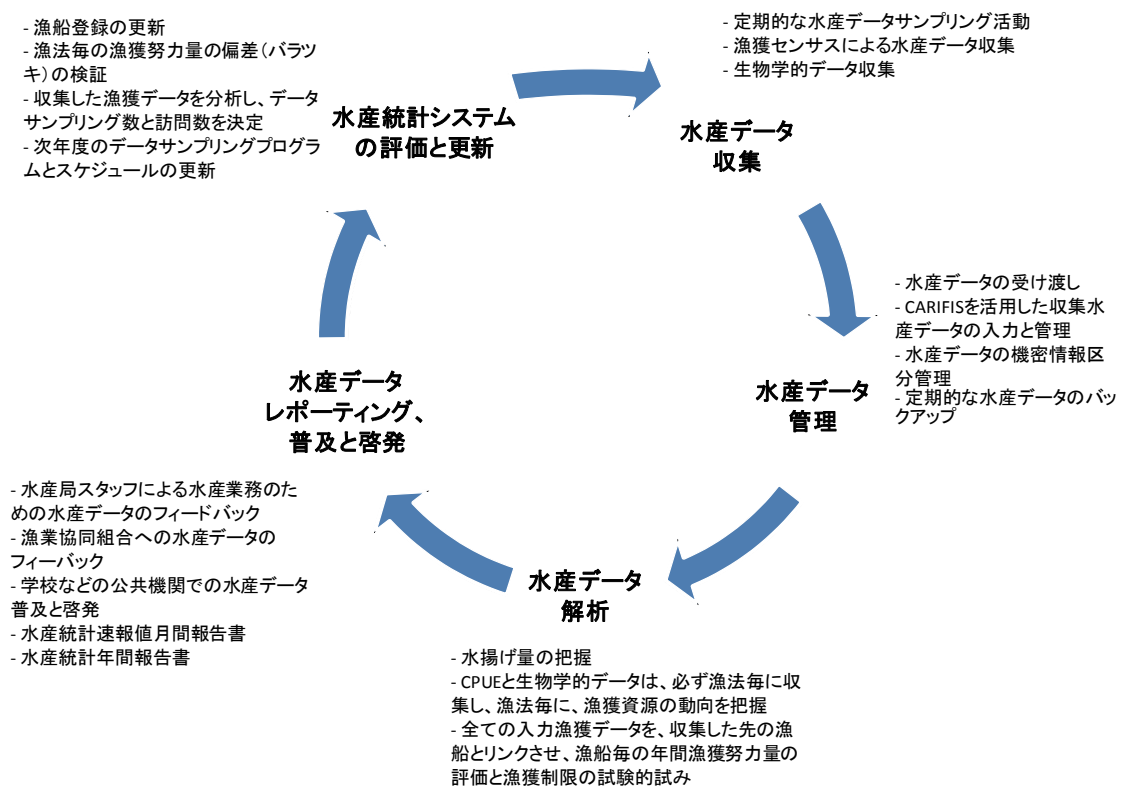 - 漁船登録の更新
- 漁法毎の漁獲努力量の偏差（バラツ
キ）の検証
- 収集した漁獲データを分析し、データ
サンプリング数と訪問数を決定
- 次年度のデータサンプリングプログラ
ムとスケジュールの更新
水産統計システム
の評価と更新
- 定期的な水産データサンプリング活動
- 漁獲センサスによる水産データ収集
- 生物学的データ収集
水産データ
収集
- 水産データの受け渡し
- CARIFISを活用した収集水
産データの入力と管理
- 水産データの機密情報区
分管理
- 定期的な水産データのバッ
クアップ
水産データ
管理
水産データ
解析
- 水揚げ量の把握
- CPUEと生物学的データは、必ず漁法毎に収
集し、漁法毎に、漁獲資源の動向を把握
- 全ての入力漁獲データを、収集した先の漁
船とリンクさせ、漁船毎の年間漁獲努力量の
評価と漁獲制限の試験的試み
水産データ
レポーティング、
普及と啓発
- 水産局スタッフによる水産業務のた
めの水産データのフィードバック
- 漁業協同組合への水産データの
フィーバック
- 学校などの公共機関での水産データ
普及と啓発
- 水産統計速報値月間報告書
- 水産統計年間報告書